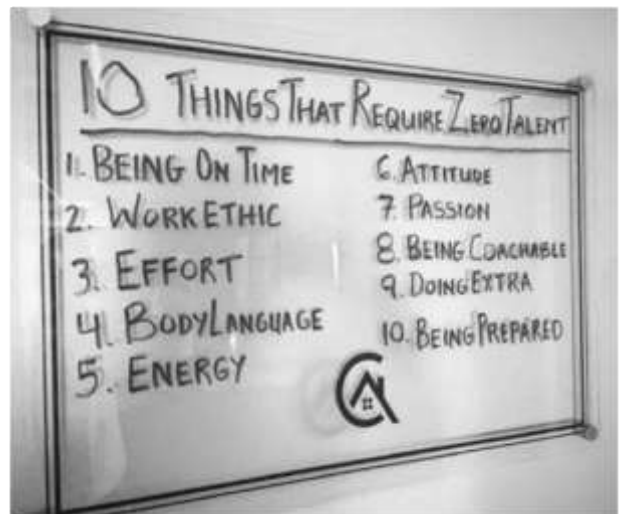 10 THINGS THAT REQUIRE ZERO TALENT
1. BEING ON TIME
2. WORK ETHIC
3. EFFORT
4. BODY LANGUAGE
5. ENERGY
6. ATTITUDE
7. PASSION
8. BEING COACHABLE
9. DOING EXTRA
10. BEING PREPARED